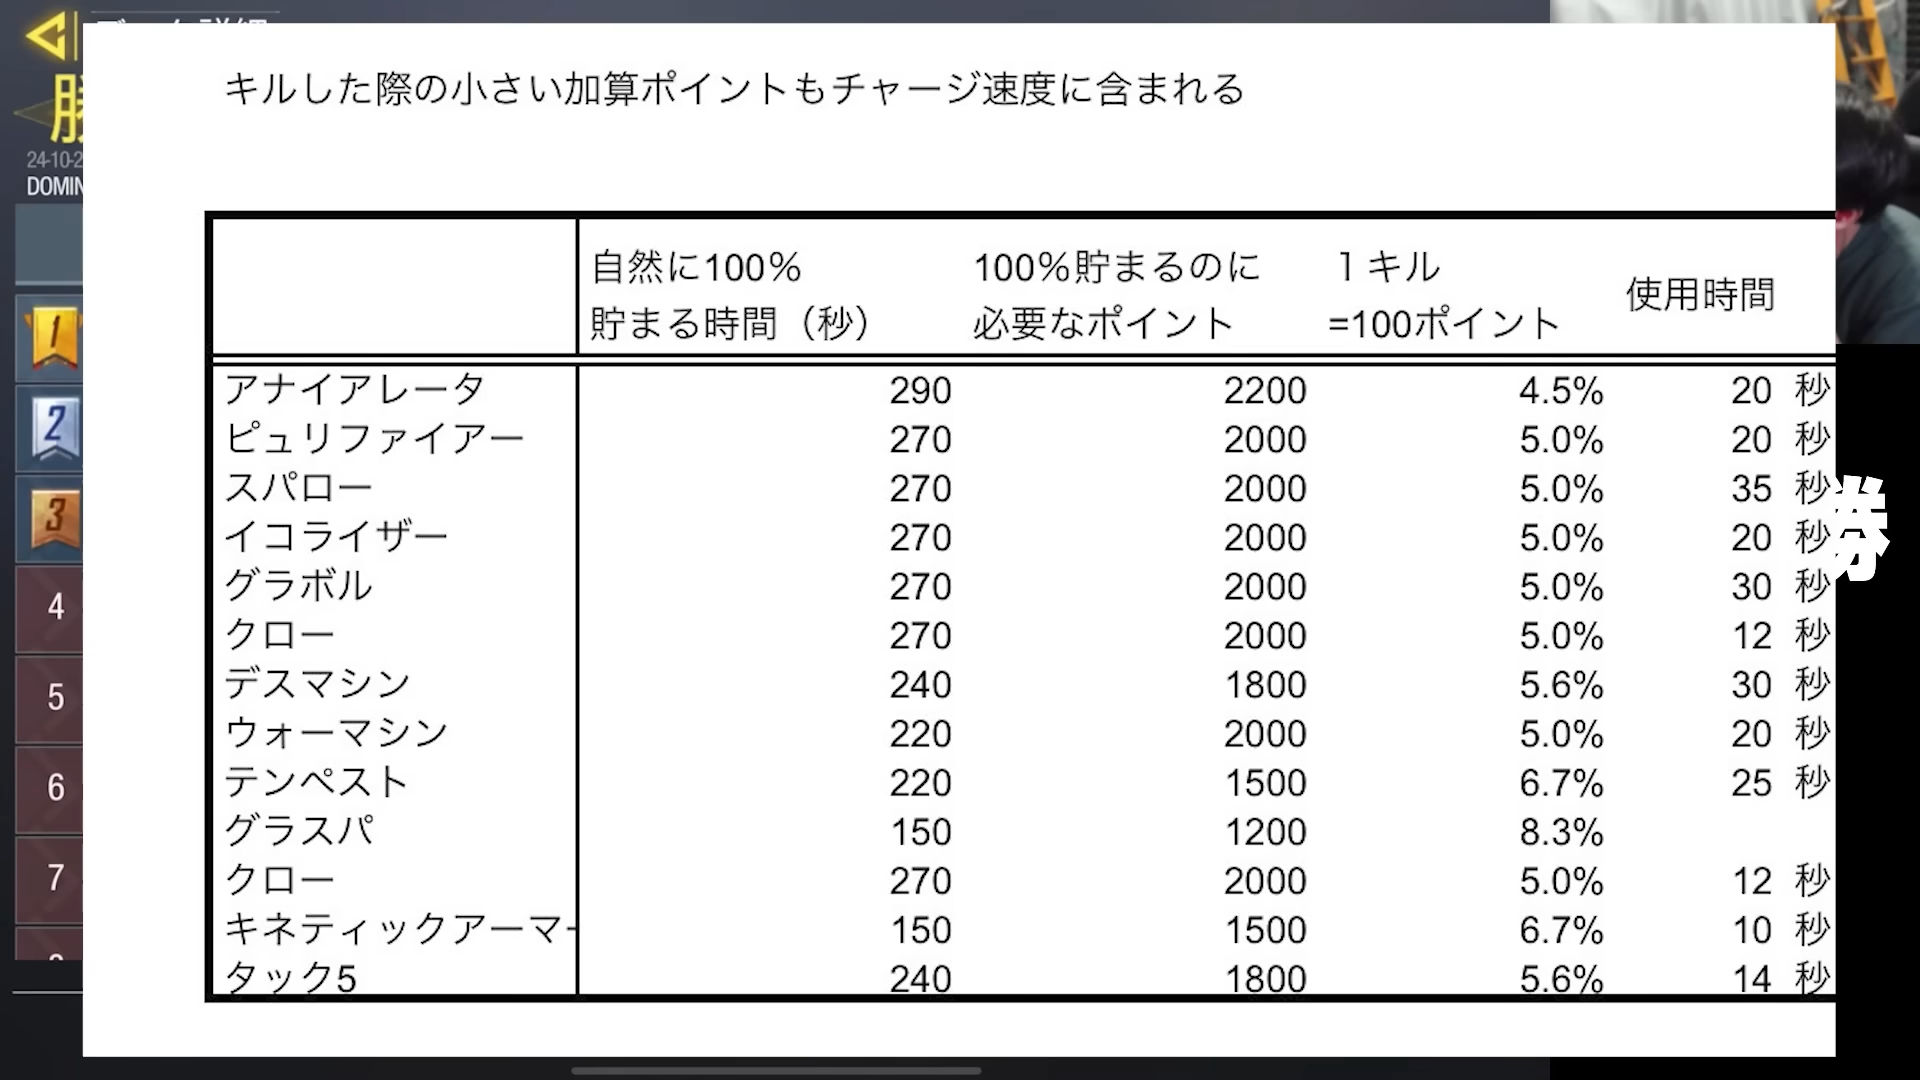 キルした際の小さい加算ポイントもチャージ速度に含まれる
24-10-2
DOMIN
自然に100%
貯まる時間（秒）
100%貯まるのに
必要なポイント
1キル
=100ポイント
使用時間
アナイアレータ 290 2200 4.5% 20 秒
ピュリファイアー 270 2000 5.0% 20 秒
スパロー 270 2000 5.0% 35 秒
イコライザー 270 2000 5.0% 20 秒
グラボル 270 2000 5.0% 30 秒
クロー 270 2000 5.0% 12 秒
デスマシン 240 1800 5.6% 30 秒
ウォーマシン 220 2000 5.0% 20 秒
テンペスト 220 1500 6.7% 25 秒
グラスパ 150 1200 8.3%
クロー 270 2000 5.0% 12 秒
キネティックアーマー 150 1500 6.7% 10 秒
タック5 240 1800 5.6% 14 秒
1
2
3
4
5
6
7